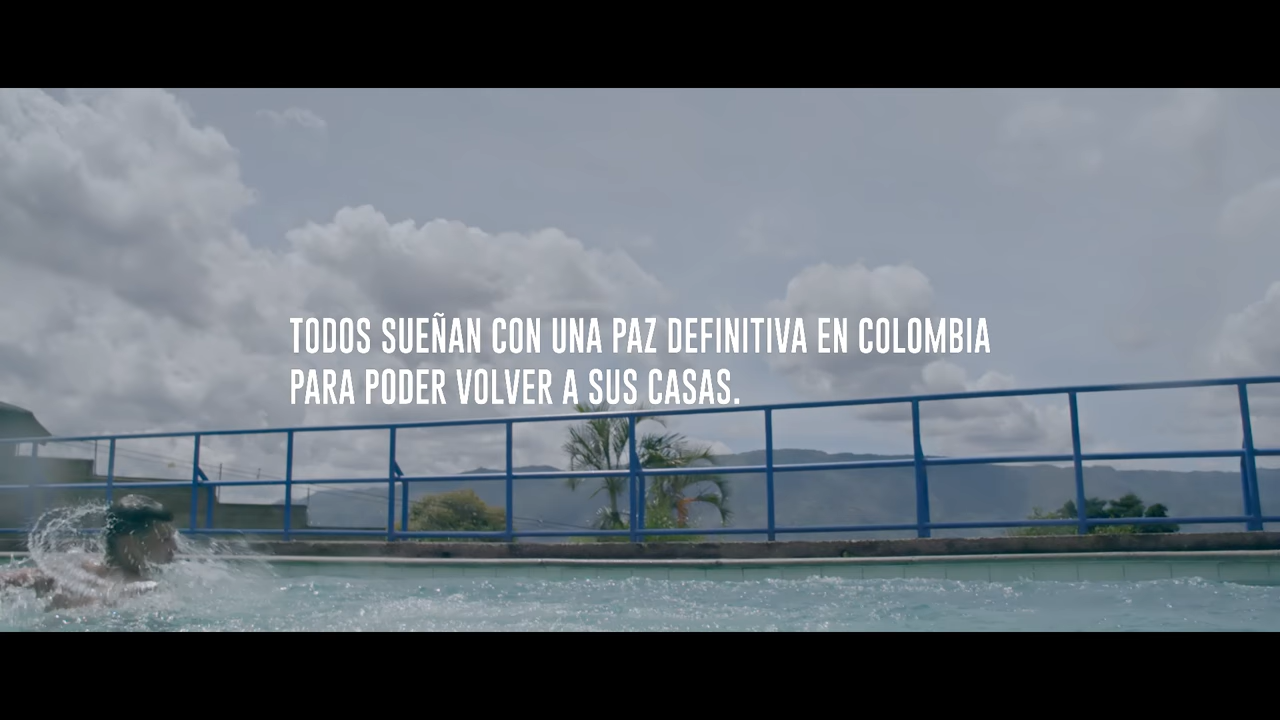 TODOS SUEÑAN CON UNA PAZ DEFINITIVA EN COLOMBIA
PARA PODER VOLVER A SUS CASAS.